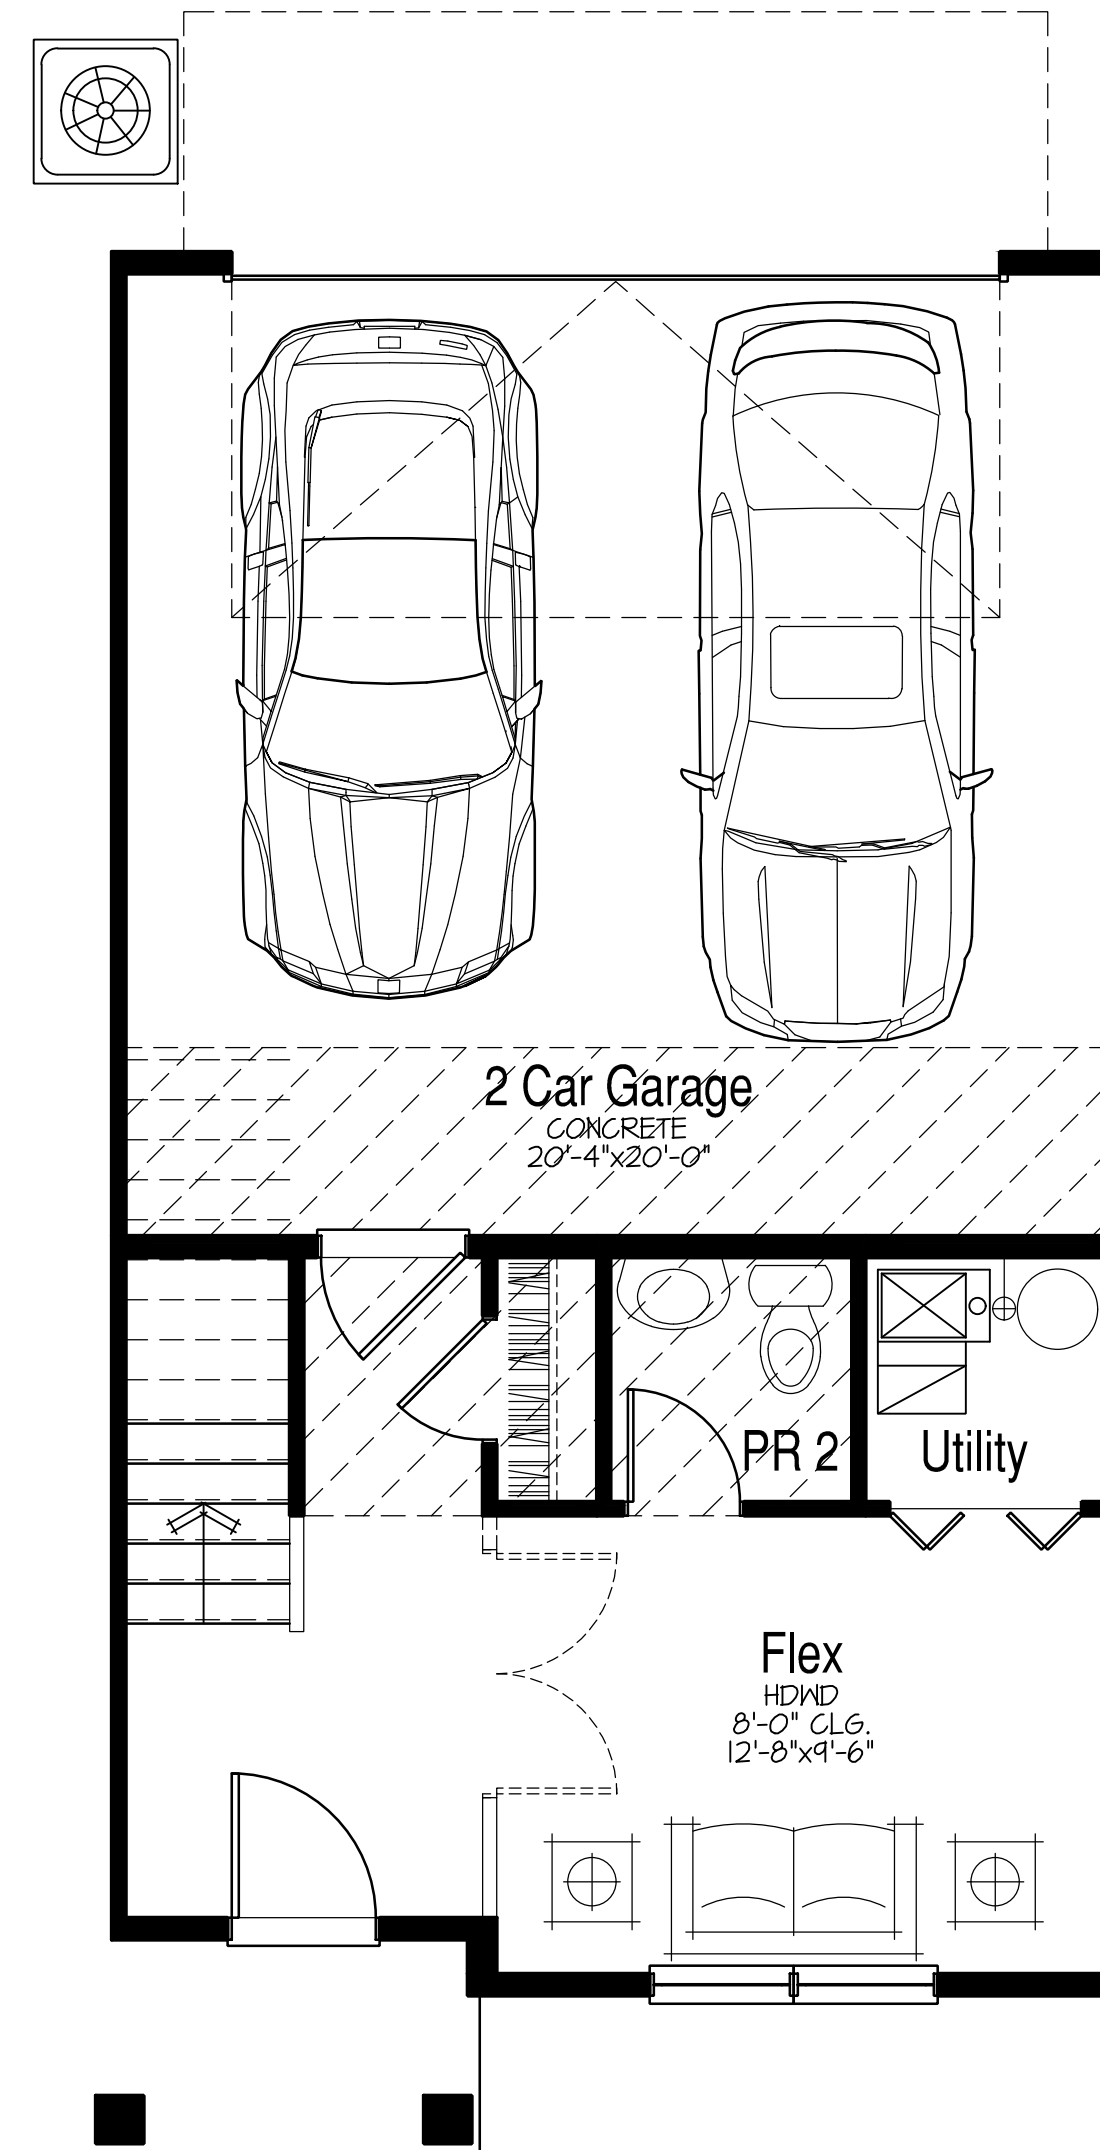 2 Car Garage
CONCRETE
20'-4"x20'-0"
PR 2
Utility
Flex
HDWD
8'-0" CLG.
12'-8"x9'-6"